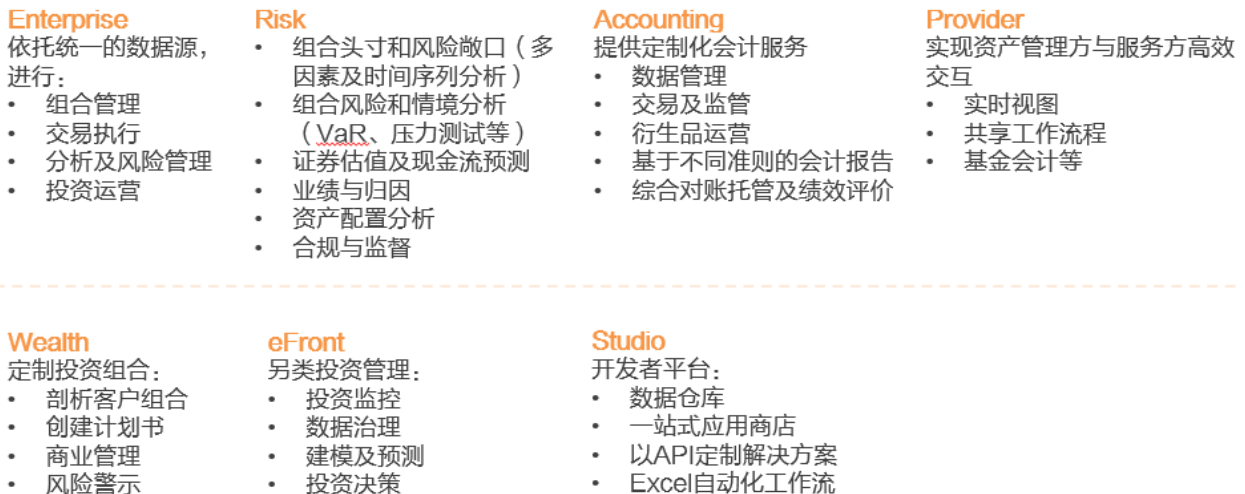 Enterprise
依托统一的数据源，
进行：
• 组合管理
• 交易执行
• 分析及风险管理
• 投资运营
Risk
• 组合头寸和风险敞口（多
因素及时间序列分析）
• 组合风险和情境分析
（VaR、压力测试等）
• 证券估值及现金流预测
• 业绩与归因
• 资产配置分析
• 合规与监督
Accounting
提供定制化会计服务
• 数据管理
• 交易及监管
• 衍生品运营
• 基于不同准则的会计报告
• 综合对账托管及绩效评价
Provider
实现资产管理方与服务方高效
交互
• 实时视图
• 共享工作流程
• 基金会计等
Wealth
定制投资组合：
• 剖析客户组合
• 创建计划书
• 商业管理
• 风险警示
eFront
另类投资管理：
• 投资监控
• 数据治理
• 建模及预测
• 投资决策
Studio
开发者平台：
• 数据仓库
• 一站式应用商店
• 以API定制解决方案
• Excel自动化工作流